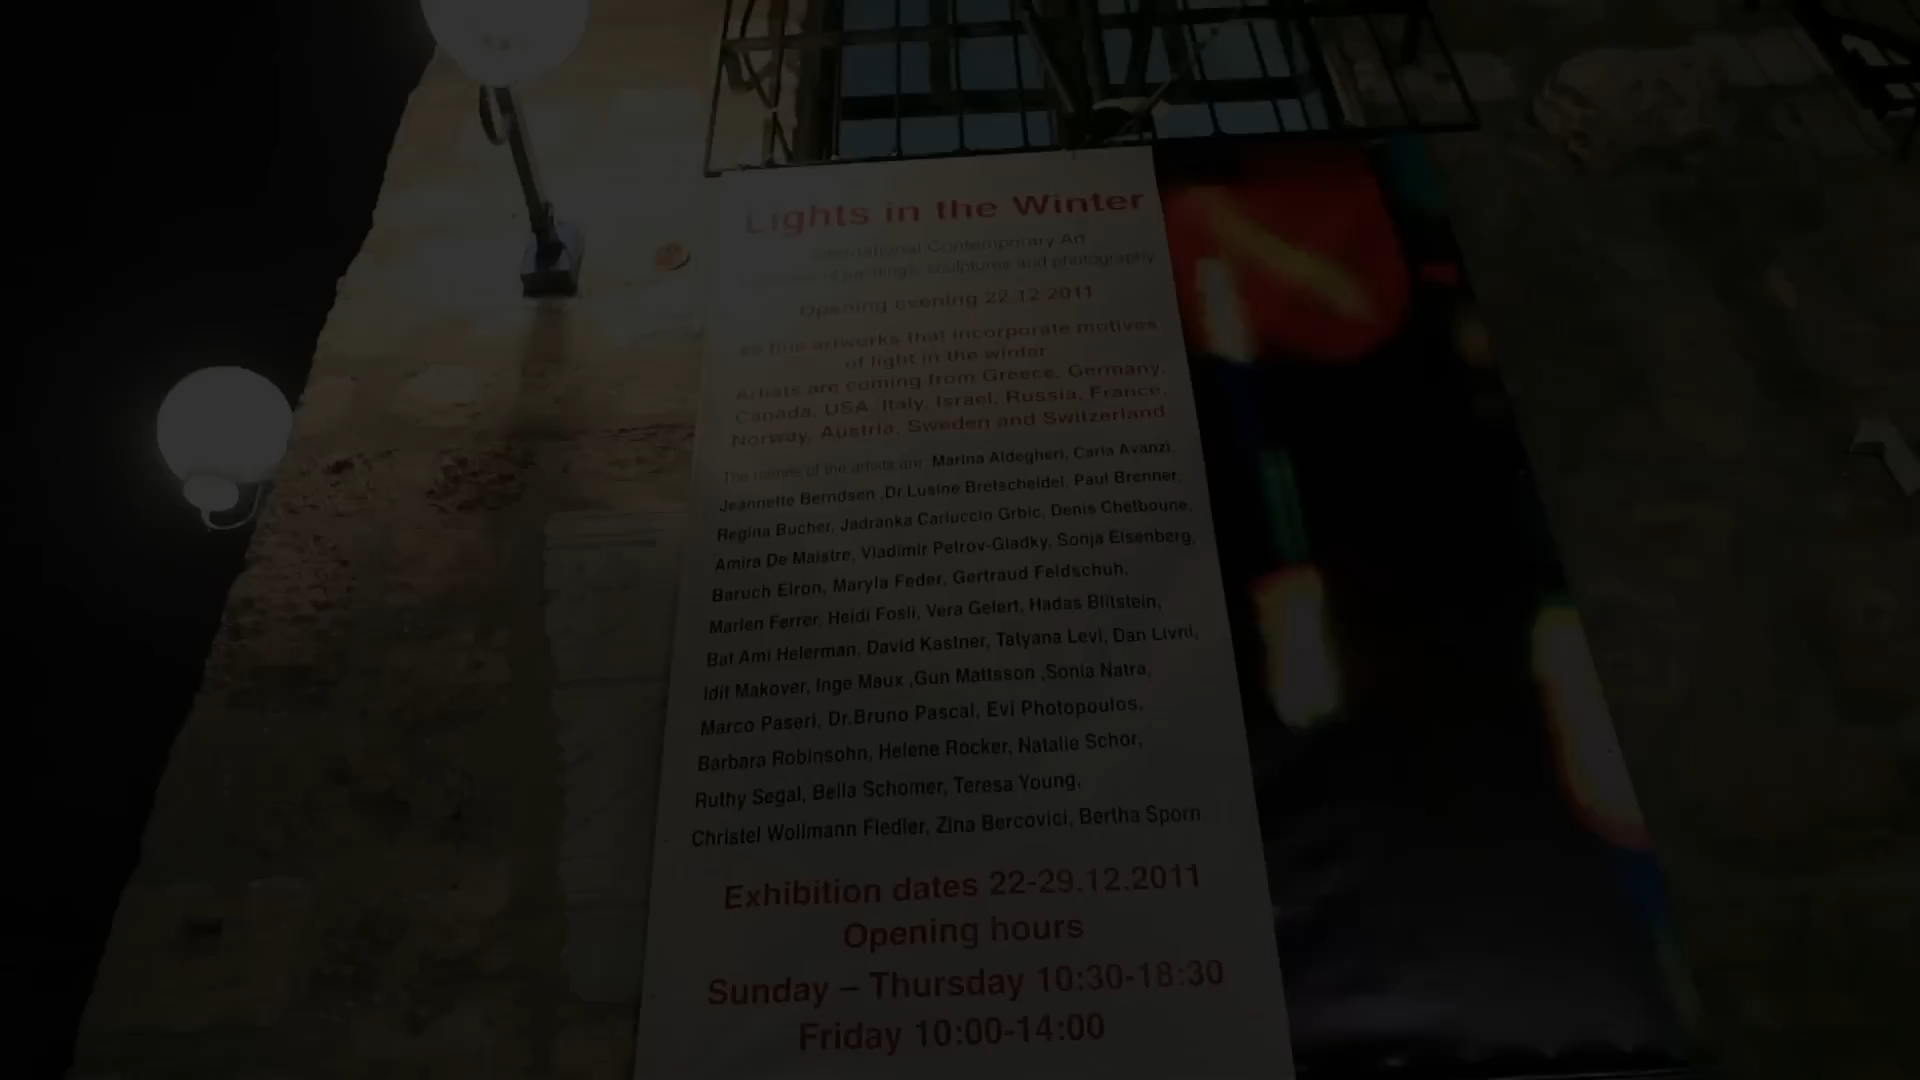 Lights in the Winter
International Contemporary Art
of paintings, sculptures and photography
Opening evening 22.12.2011
fine artworks that incorporate motives
of light in the winter
Artists are coming from Greece, Germany,
Canada, USA, Italy, Israel, Russia, France,
Norway, Austria, Sweden and Switzerland
The names of the artists are: Marina Aldegheri, Carla Avanzi,
Jeannette Berndsen ,Dr Lusine Bretscheidel, Paul Brenner,
Regina Bucher, Jadranka Carluccio Grbic, Denis Chetboune,
Amira De Maistre, Vladimir Petrov-Gladky, Sonja Eisenberg,
Baruch Elron, Maryla Feder, Gertraud Feldschuh,
Marlen Ferrer, Heidi Fosli, Vera Gelert, Hadas Blitstein,
Bat Ami Helerman, David Kastner, Tatyana Levi, Dan Livni,
Idit Makover, Inge Maux ,Gun Mattsson ,Sonia Natra,
Marco Paseri, Dr.Bruno Pascal, Evi Photopoulos,
Barbara Robinsohn, Helene Rocker, Natalie Schor,
Ruthy Segal, Bella Schomer, Teresa Young,
Christel Wollmann Fiedler, Zina Bercovici, Bertha Sporn
Exhibition dates 22-29.12.2011
Opening hours
Sunday – Thursday 10:30-18:30
Friday 10:00-14:00